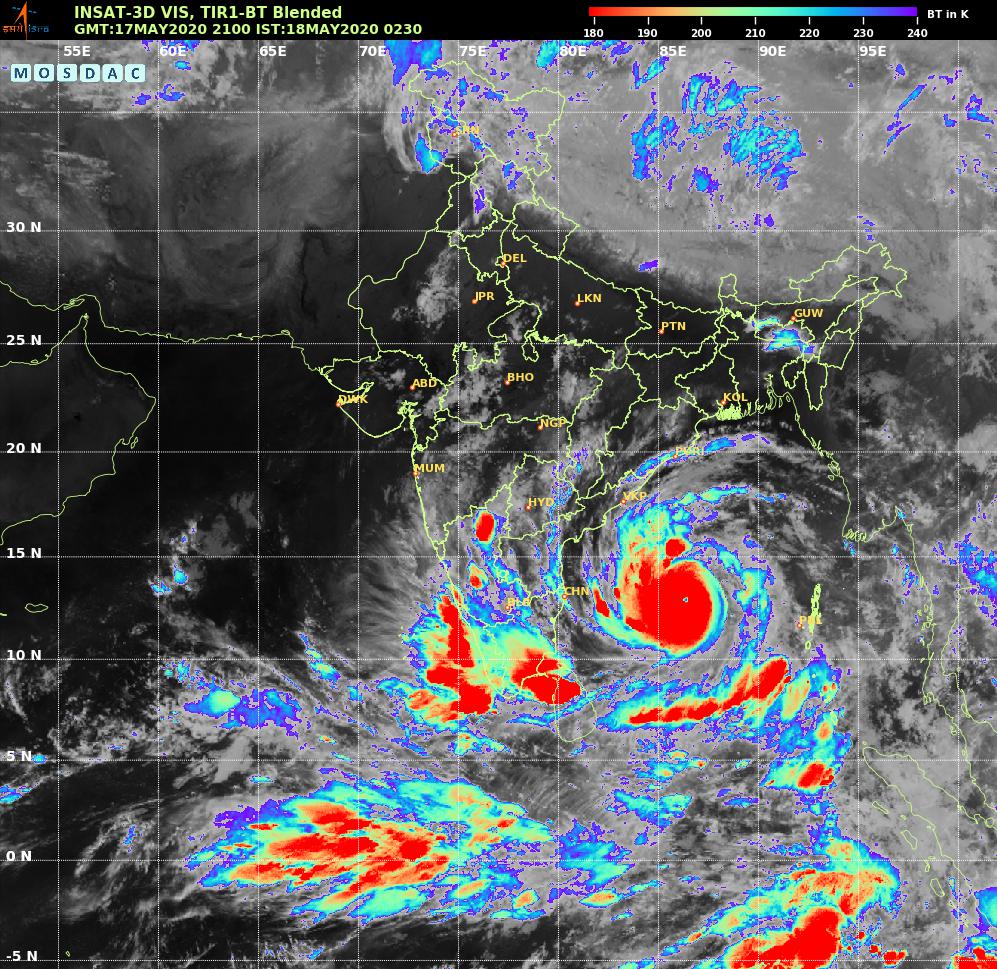 INSAT-3D VIS, TIR1-BT Blended
GMT:17MAY2020 2100 IST:18MAY2020 0230
BT in K
180 190 200 210 220 230 240
55E 60E 65E 70E 75E 80E 85E 90E 95E
MOSDAC
SRN
30 N
DEL
JPR
LKN
GUW
PTN
25 N
BHO
ABD
DWK
KOL
NGP
20 N
PURI
MUM
VKP
HYD
15 N
CHN
BLR
PBL
10 N
5 N
0 N
-5 N